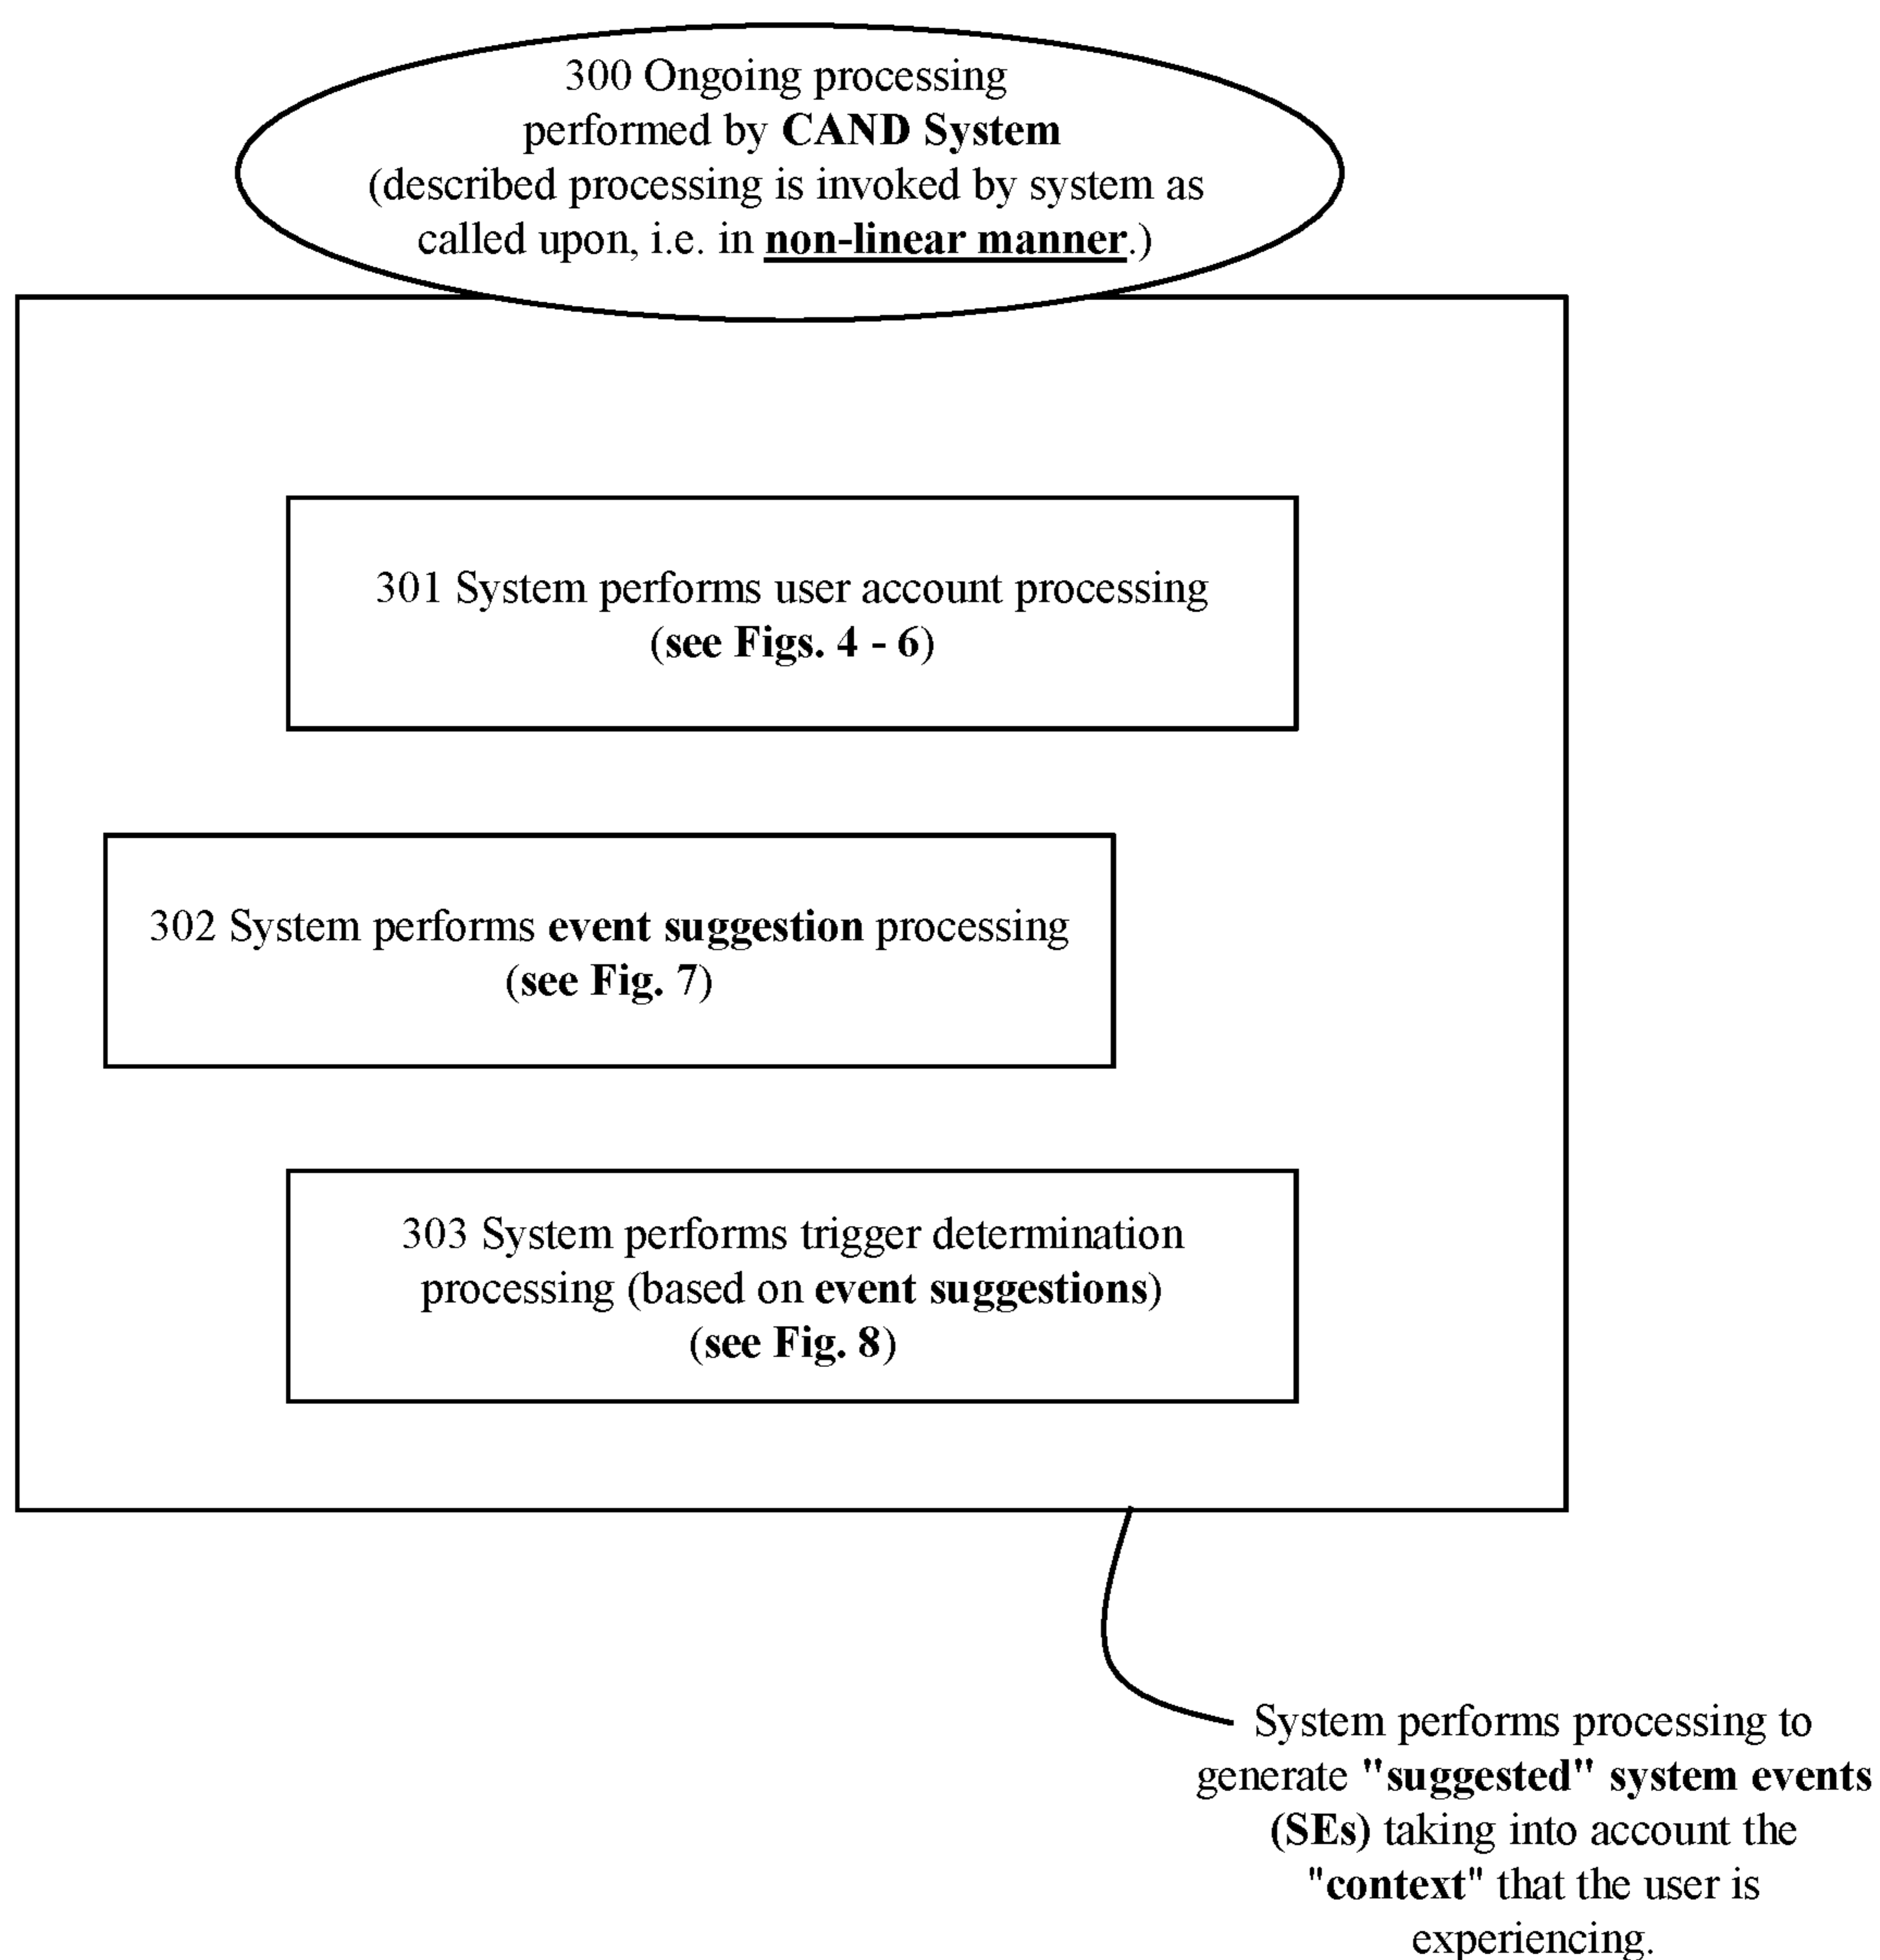 300 Ongoing processing
performed by CAND System
(described processing is invoked by system as
called upon, i.e. in non-linear manner.)
301 System performs user account processing
(see Figs. 4 - 6)
302 System performs event suggestion processing
(see Fig. 7)
303 System performs trigger determination
processing (based on event suggestions)
(see Fig. 8)
System performs processing to
generate "suggested" system events
(SEs) taking into account the
"context" that the user is
experiencing.